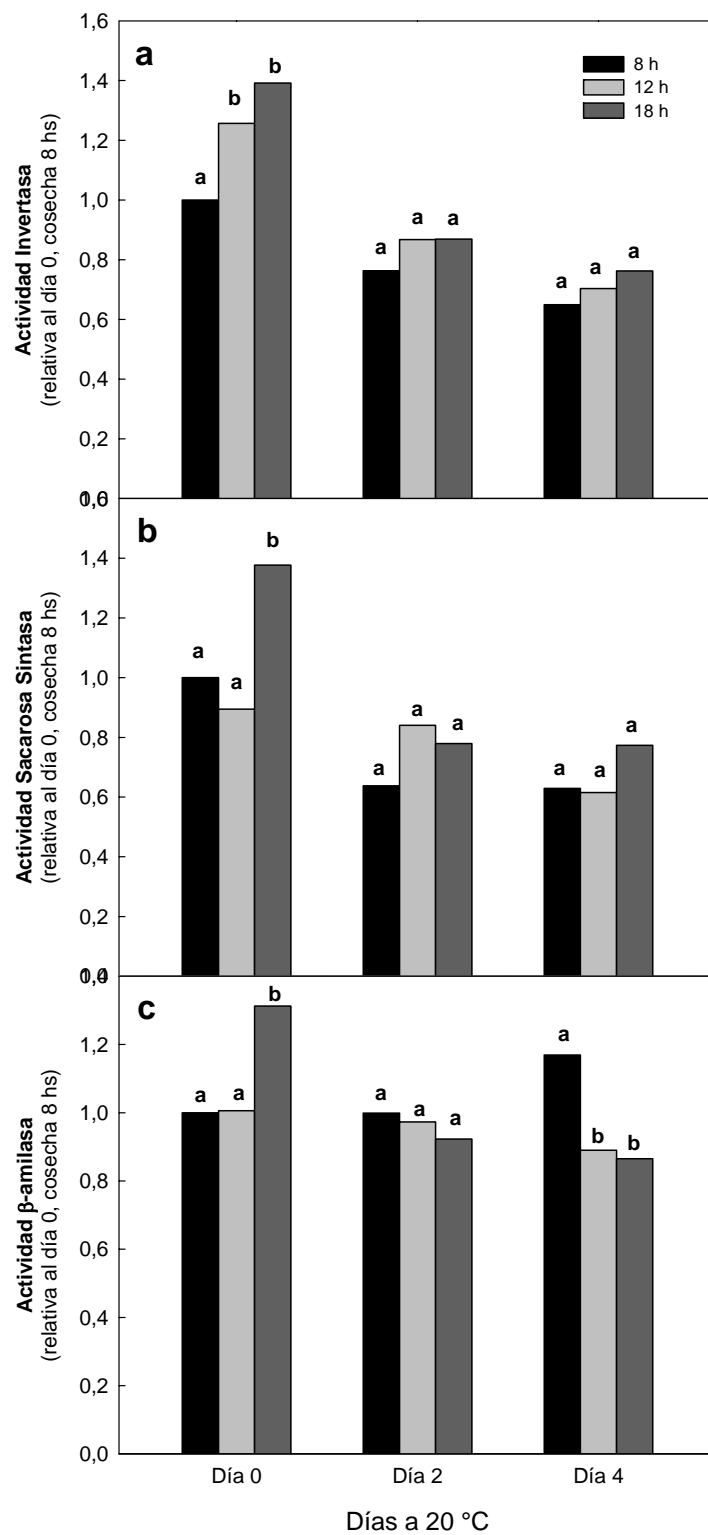 1,6
a
b
b
8 h
12 h
18 h
1,4
1,2
a
1,0
a
a
a
0,8
a
a
a
0,6
0,4
0,2
Actividad Invertasa
(relativa al día 0, cosecha 8 hs)
0,0
1,6
b
b
1,4
1,2
a
1,0
a
a
a
a
0,8
a
a
a
0,6
0,4
0,2
Actividad Sacarosa Sintasa
(relativa al día 0, cosecha 8 hs)
0,0
1,4
c
b
1,2
a
a
a
a
a
1,0
b
b
0,8
0,6
0,4
0,2
0,0
Actividad β-amilasa
(relativa al día 0, cosecha 8 hs)
Día 0
Día 2
Día 4
Días a 20 °C